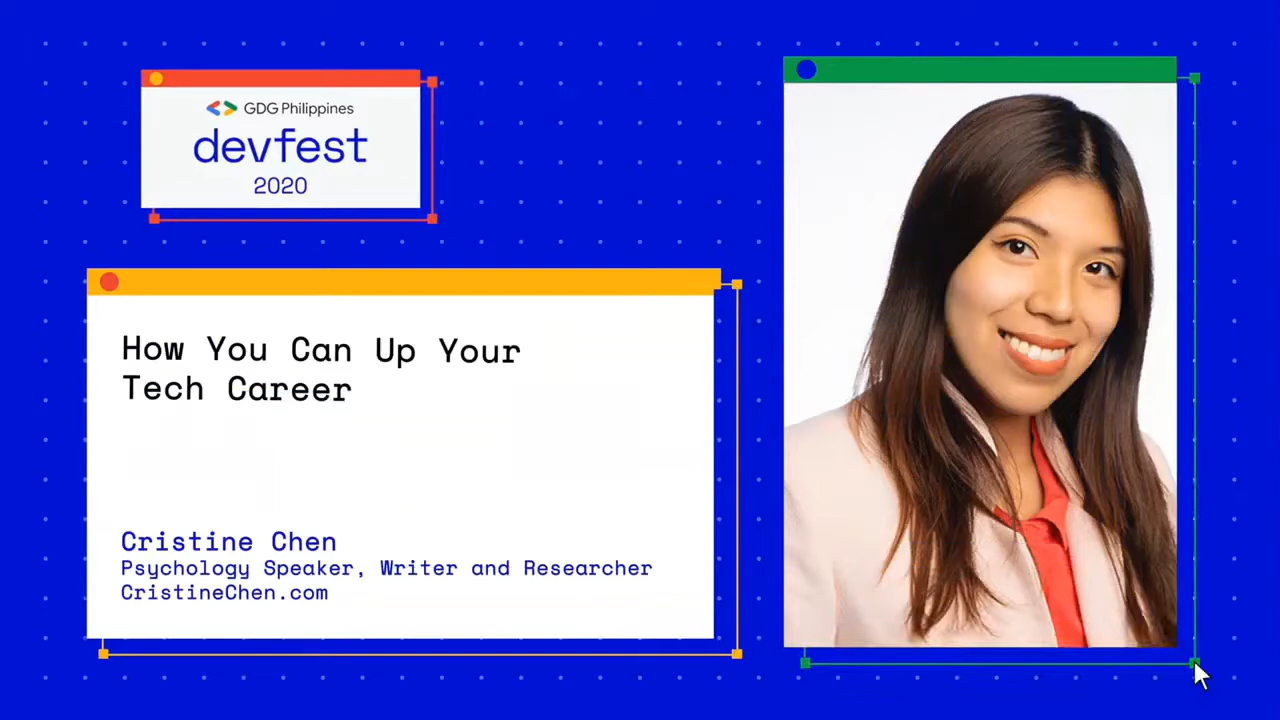 GDG Philippines
devfest
2020
How You Can Up Your
Tech Career
Cristine Chen
Psychology Speaker, Writer and Researcher
CristineChen.com